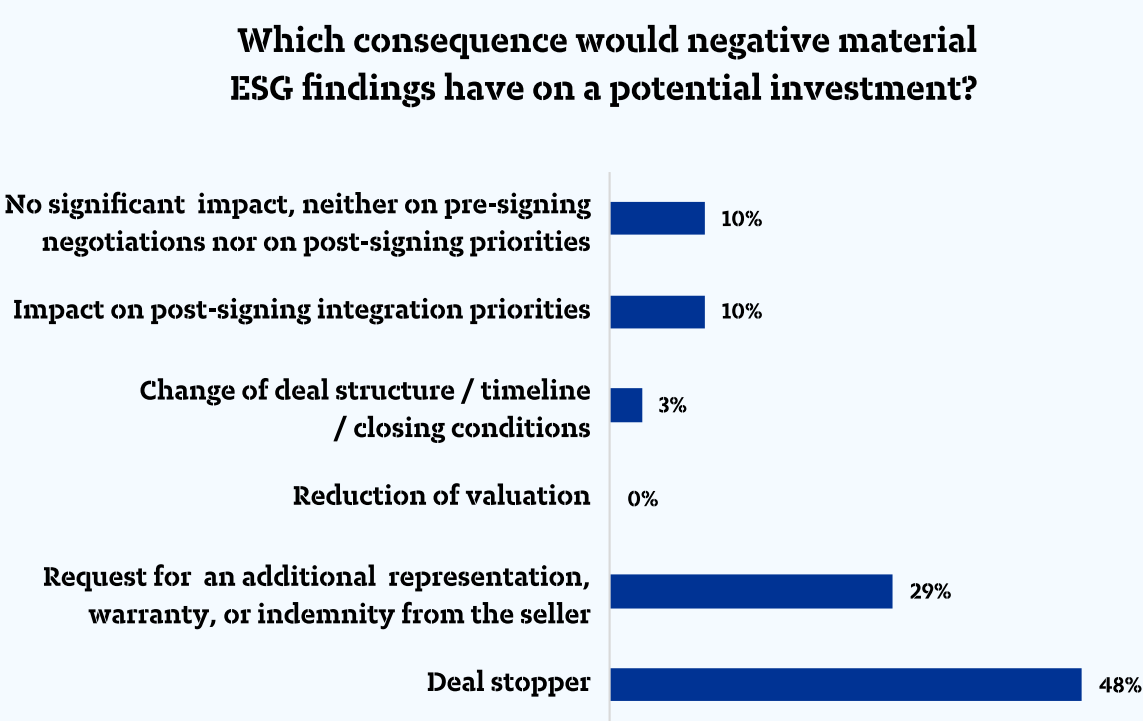 Which consequence would negative material
ESG findings have on a potential investment?
No significant impact, neither on pre-signing
negotiations nor on post-signing priorities
10%
Impact on post-signing integration priorities
10%
Change of deal structure / timeline
/ closing conditions
3%
Reduction of valuation
0%
Request for an additional representation,
warranty, or indemnity from the seller
29%
Deal stopper
48%